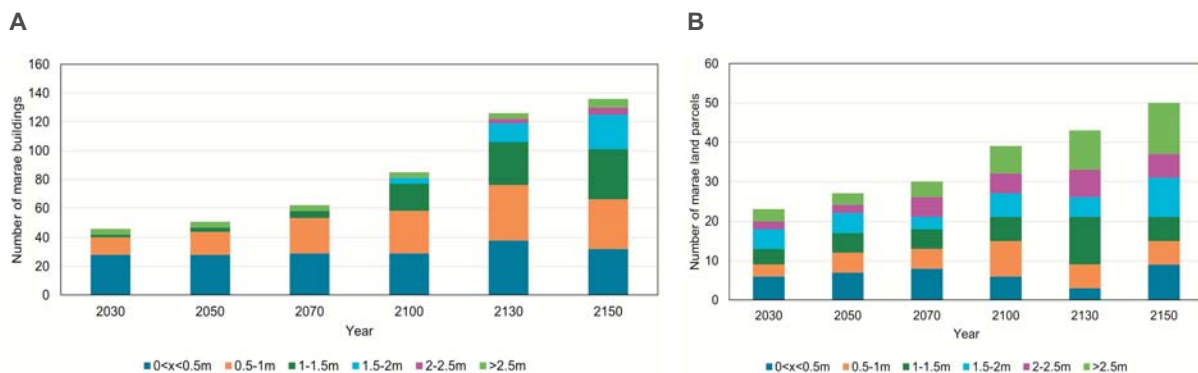 A
160
140
120
100
80
60
40
20
0
Number of marae buildings
2030 2050 2070 2100 2130 2150
Year
0<x<0.5m 0.5-1m 1-1.5m 1.5-2m 2-2.5m >2.5m
B
60
50
40
30
20
10
0
Number of marae land parcels
2030 2050 2070 2100 2130 2150
Year
0<x<0.5m 0.5-1m 1-1.5m 1.5-2m 2-2.5m >2.5m